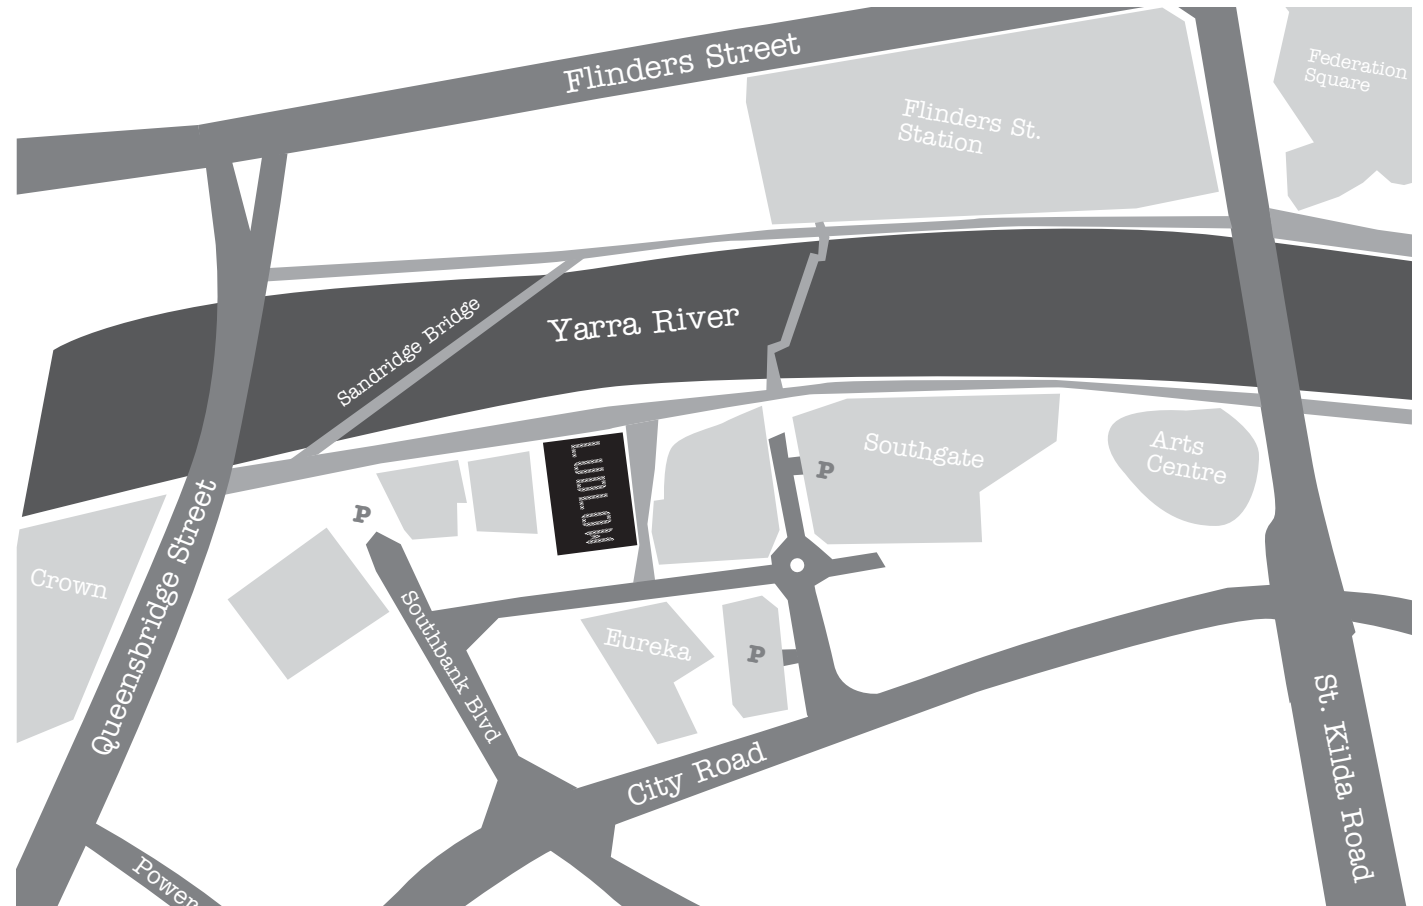 Flinders Street
Federation
Square
Flinders St.
Station
Yarra River
Sandridge Bridge
Southgate
Arts
Centre
P
LUDLOW
P
Crown
Queensbridge Street
Southbank Blvd
Eureka
P
St. Kilda Road
City Road
Power